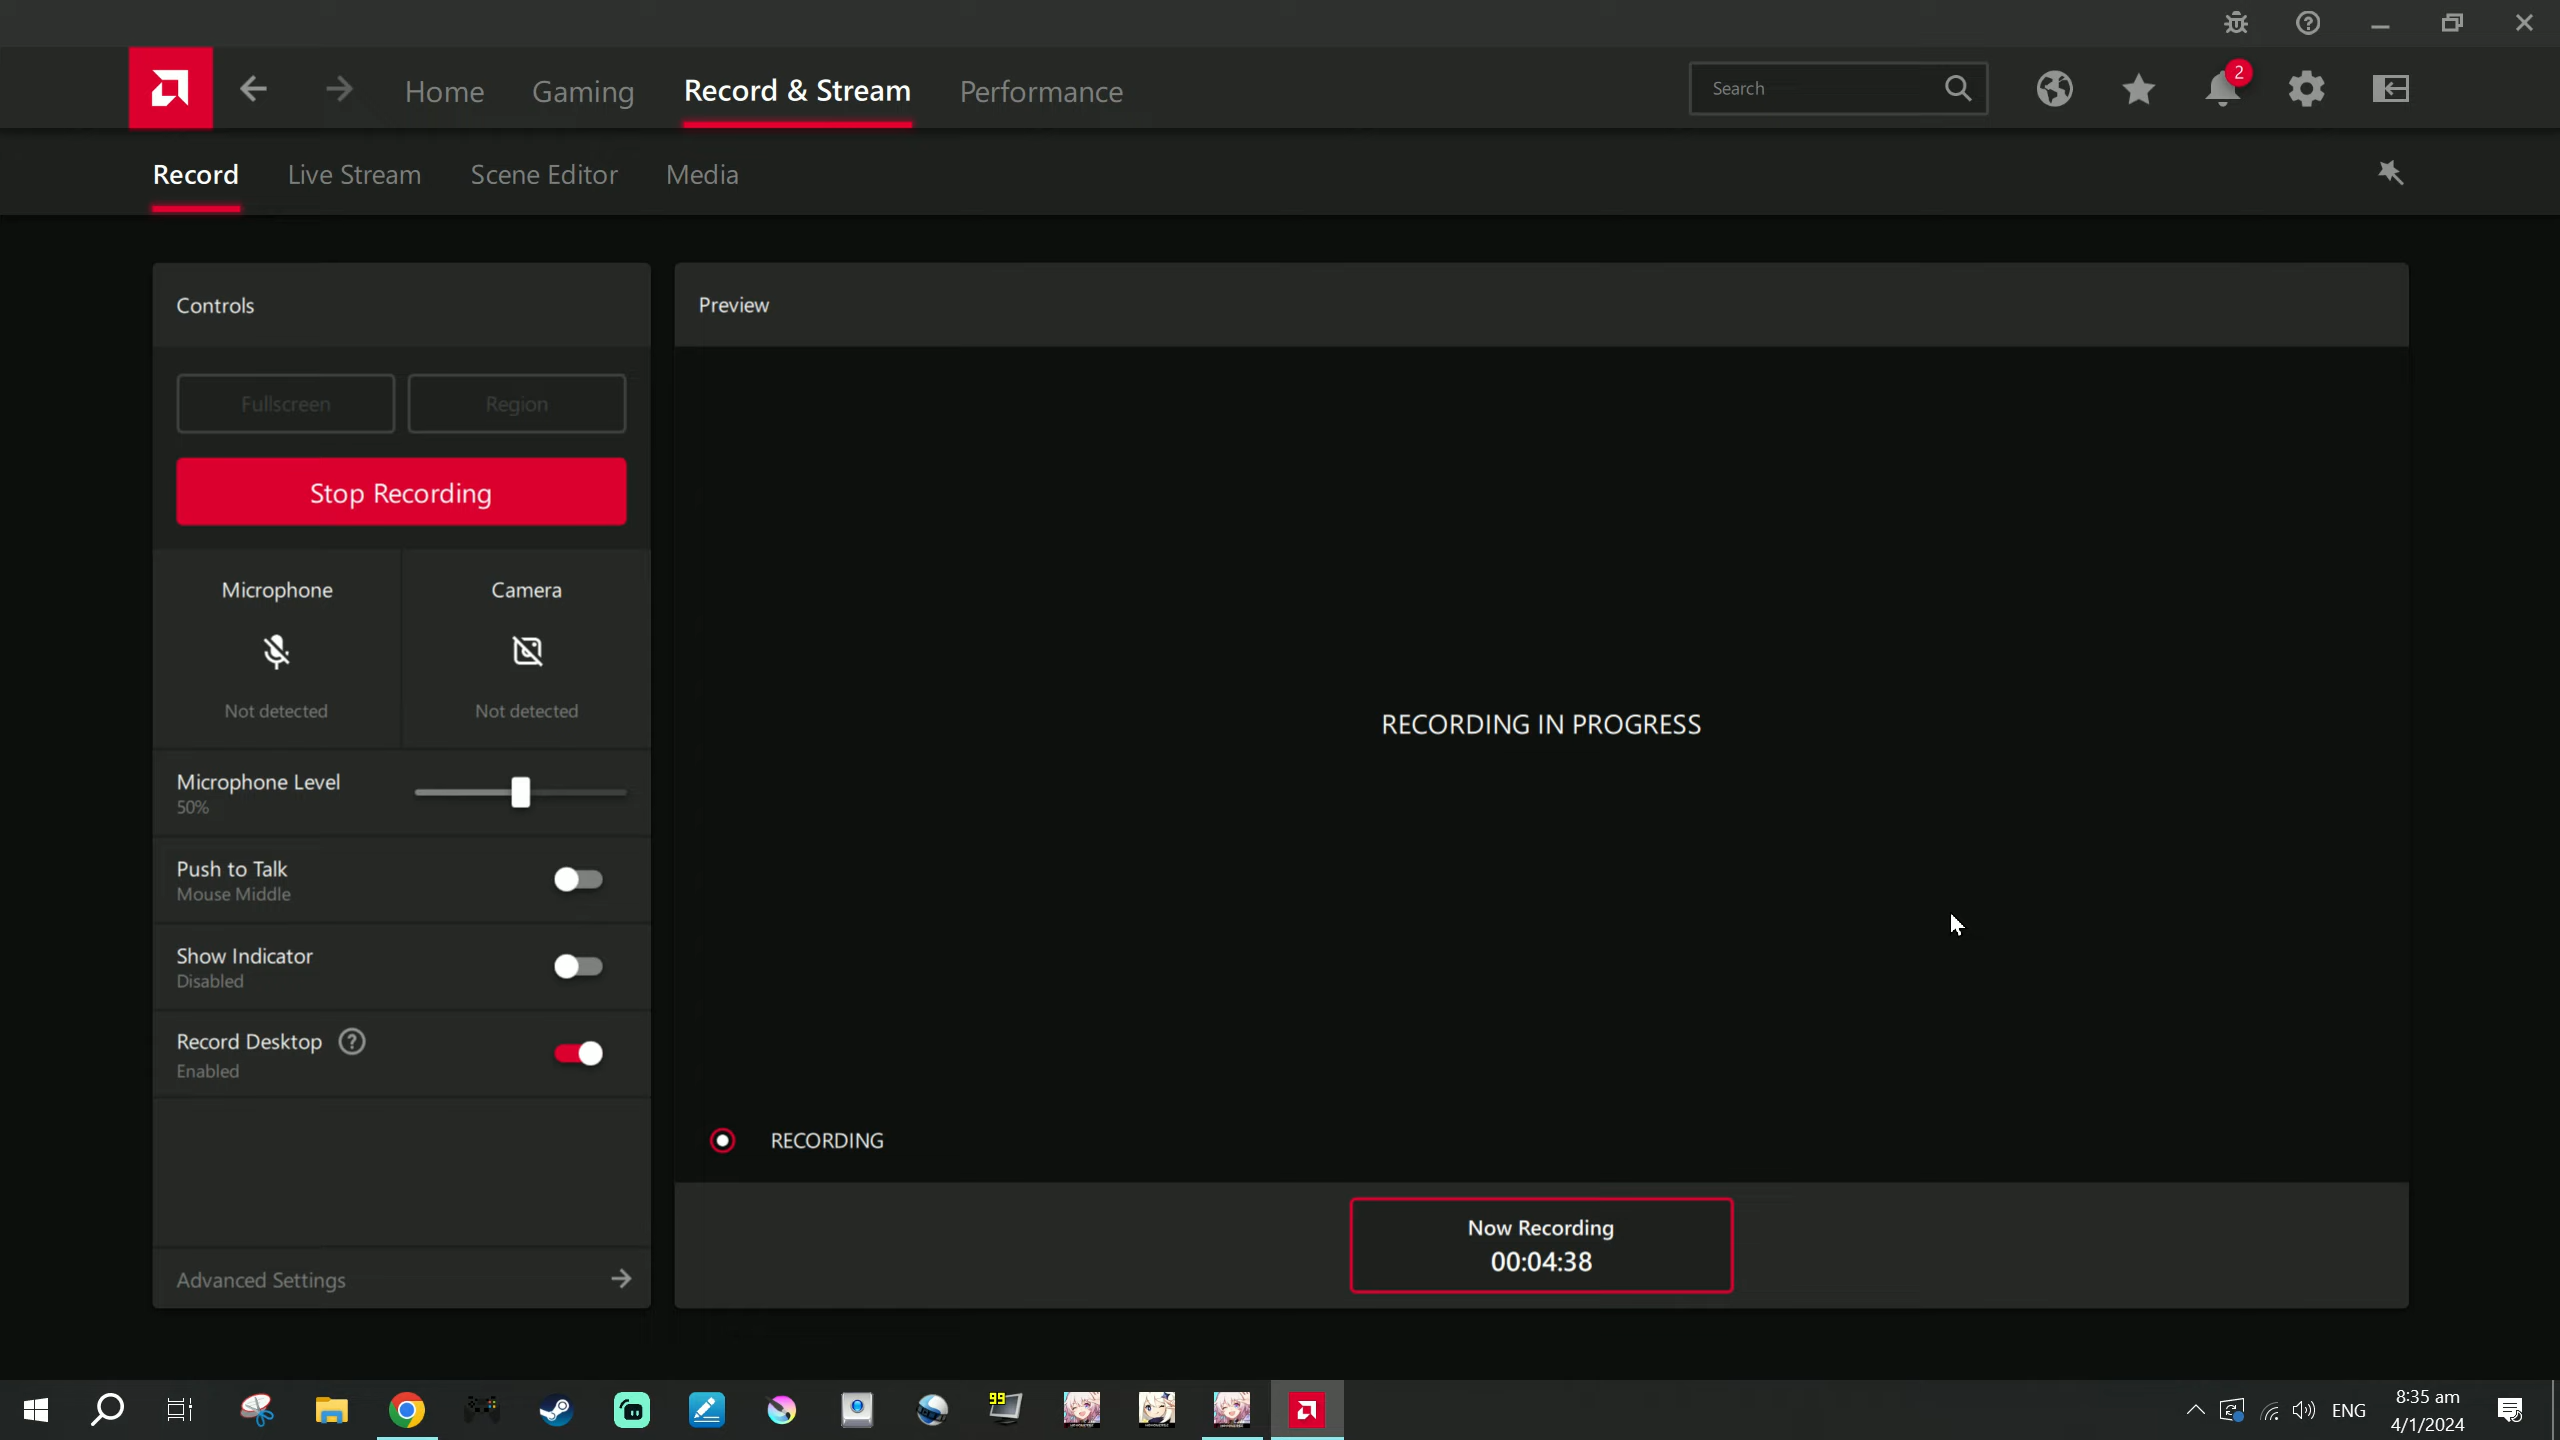 Home
Gaming
Record & Stream
Performance
Search
2
Record
Live Stream
Scene Editor
Media
Controls
Fullscreen
Region
Stop Recording
Microphone
Camera
Not detected
Not detected
Microphone Level
50%
Push to Talk
Mouse Middle
Show Indicator
Disabled
Record Desktop
Enabled
Advanced Settings
Preview
RECORDING IN PROGRESS
RECORDING
Now Recording
00:04:38
99
ENG
8:35 am
4/1/2024